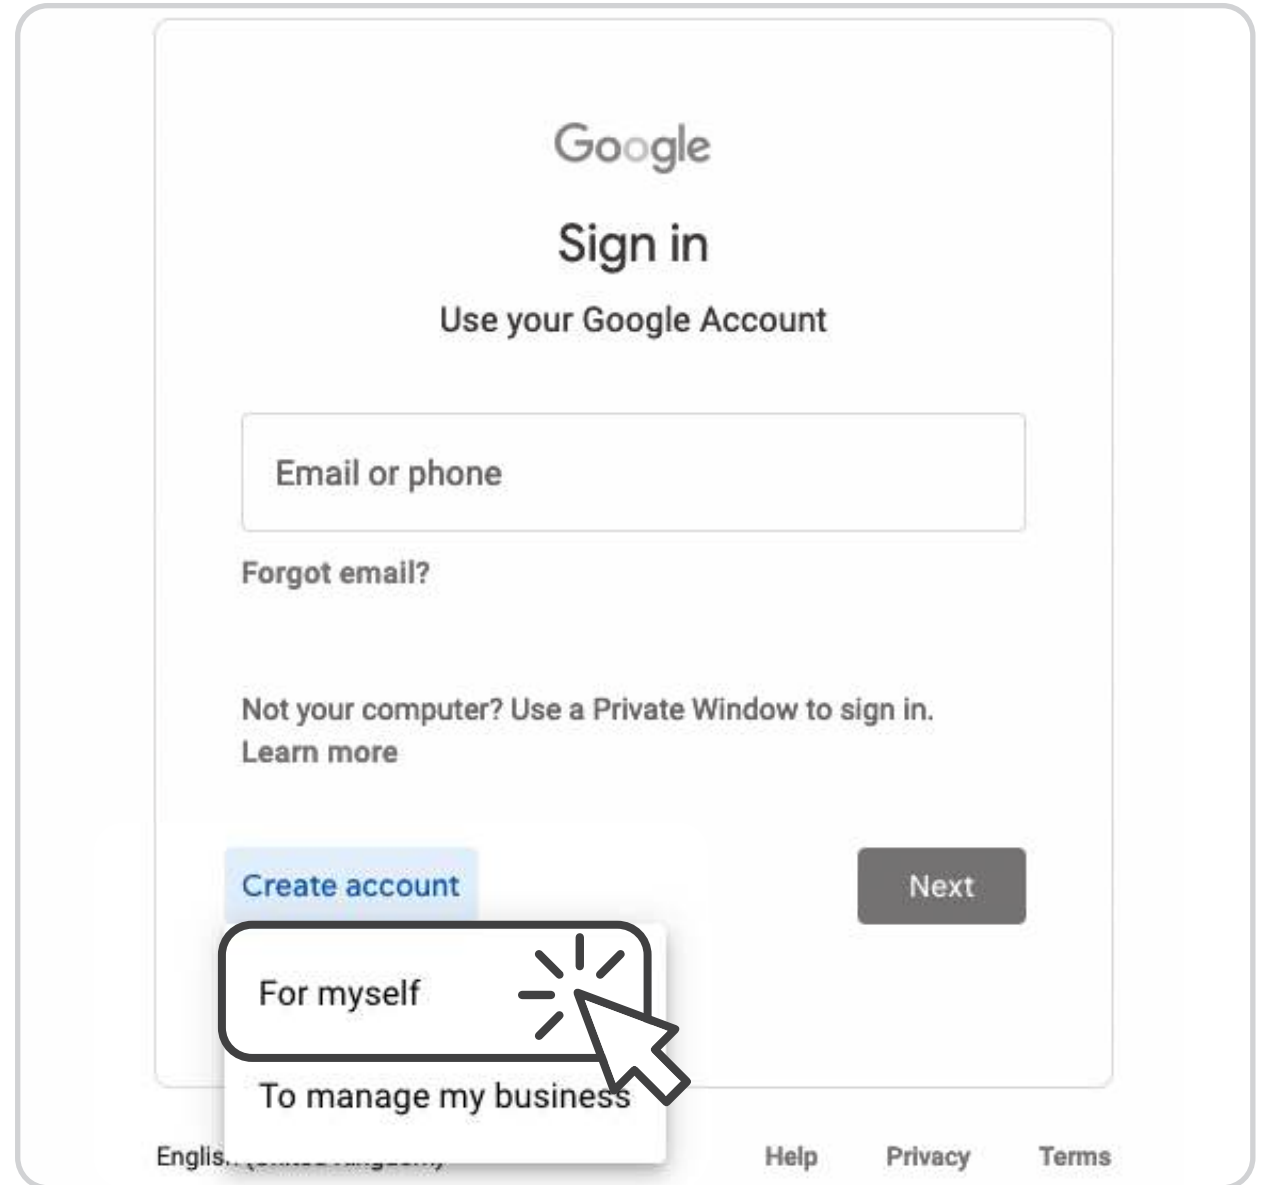 Google
Sign in
Use your Google Account
Email or phone
Forgot email?
Not your computer? Use a Private Window to sign in.
Learn more
Create account
Next
For myself
To manage my business
Help
Privacy
Terms